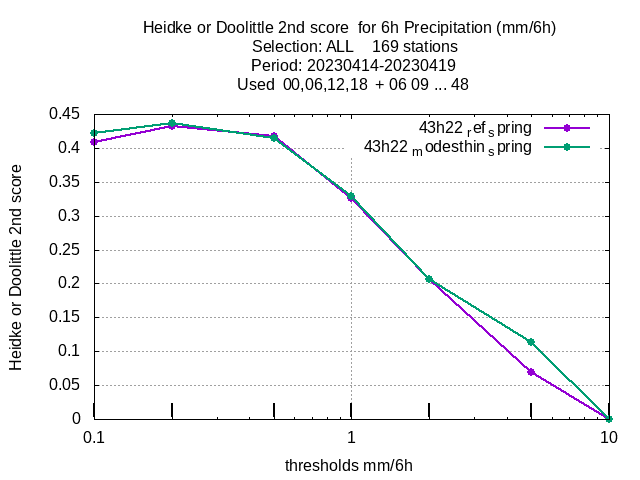 Heidke or Doolittle 2nd score for 6h Precipitation (mm/6h)
Selection: ALL 169 stations
Period: 20230414-20230419
Used 00,06,12,18 + 06 09 ... 48
43h22 ref spring
43h22 modesthin spring
Heidke or Doolittle 2nd score
0.45
0.4
0.35
0.3
0.25
0.2
0.15
0.1
0.05
0
0.1 1 10
thresholds mm/6h